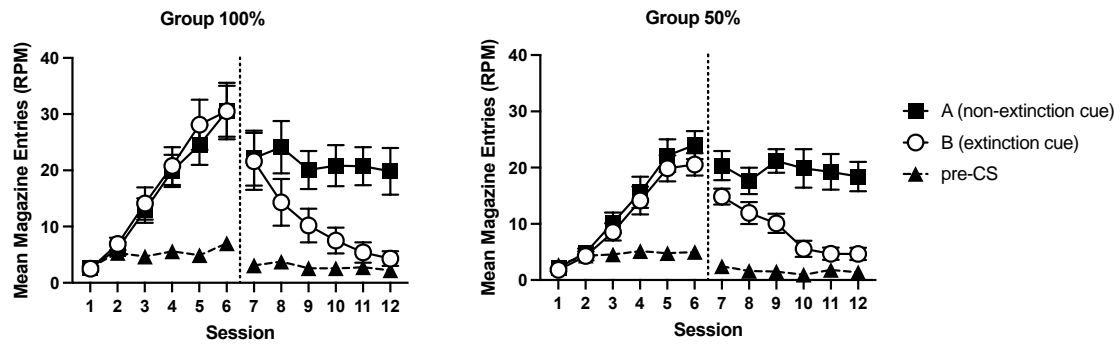 Group 100%
Mean Magazine Entries (RPM)
40
30
20
10
0
1 2 3 4 5 6 7 8 9 10 11 12
Session
Group 50%
Mean Magazine Entries (RPM)
40
30
20
10
0
1 2 3 4 5 6 7 8 9 10 11 12
Session
A (non-extinction cue)
B (extinction cue)
pre-CS